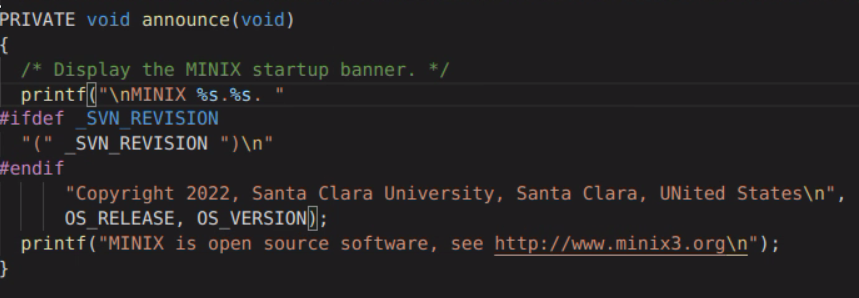 PRIVATE void announce(void)
{
  /* Display the MINIX startup banner. */
  printf("\nMINIX %s.%s. "
#ifdef _SVN_REVISION
  "(" _SVN_REVISION ")\n"
#endif
      "Copyright 2022, Santa Clara University, Santa Clara, UNited States\n",
      OS_RELEASE, OS_VERSION);
  printf("MINIX is open source software, see http://www.minix3.org\n");
}